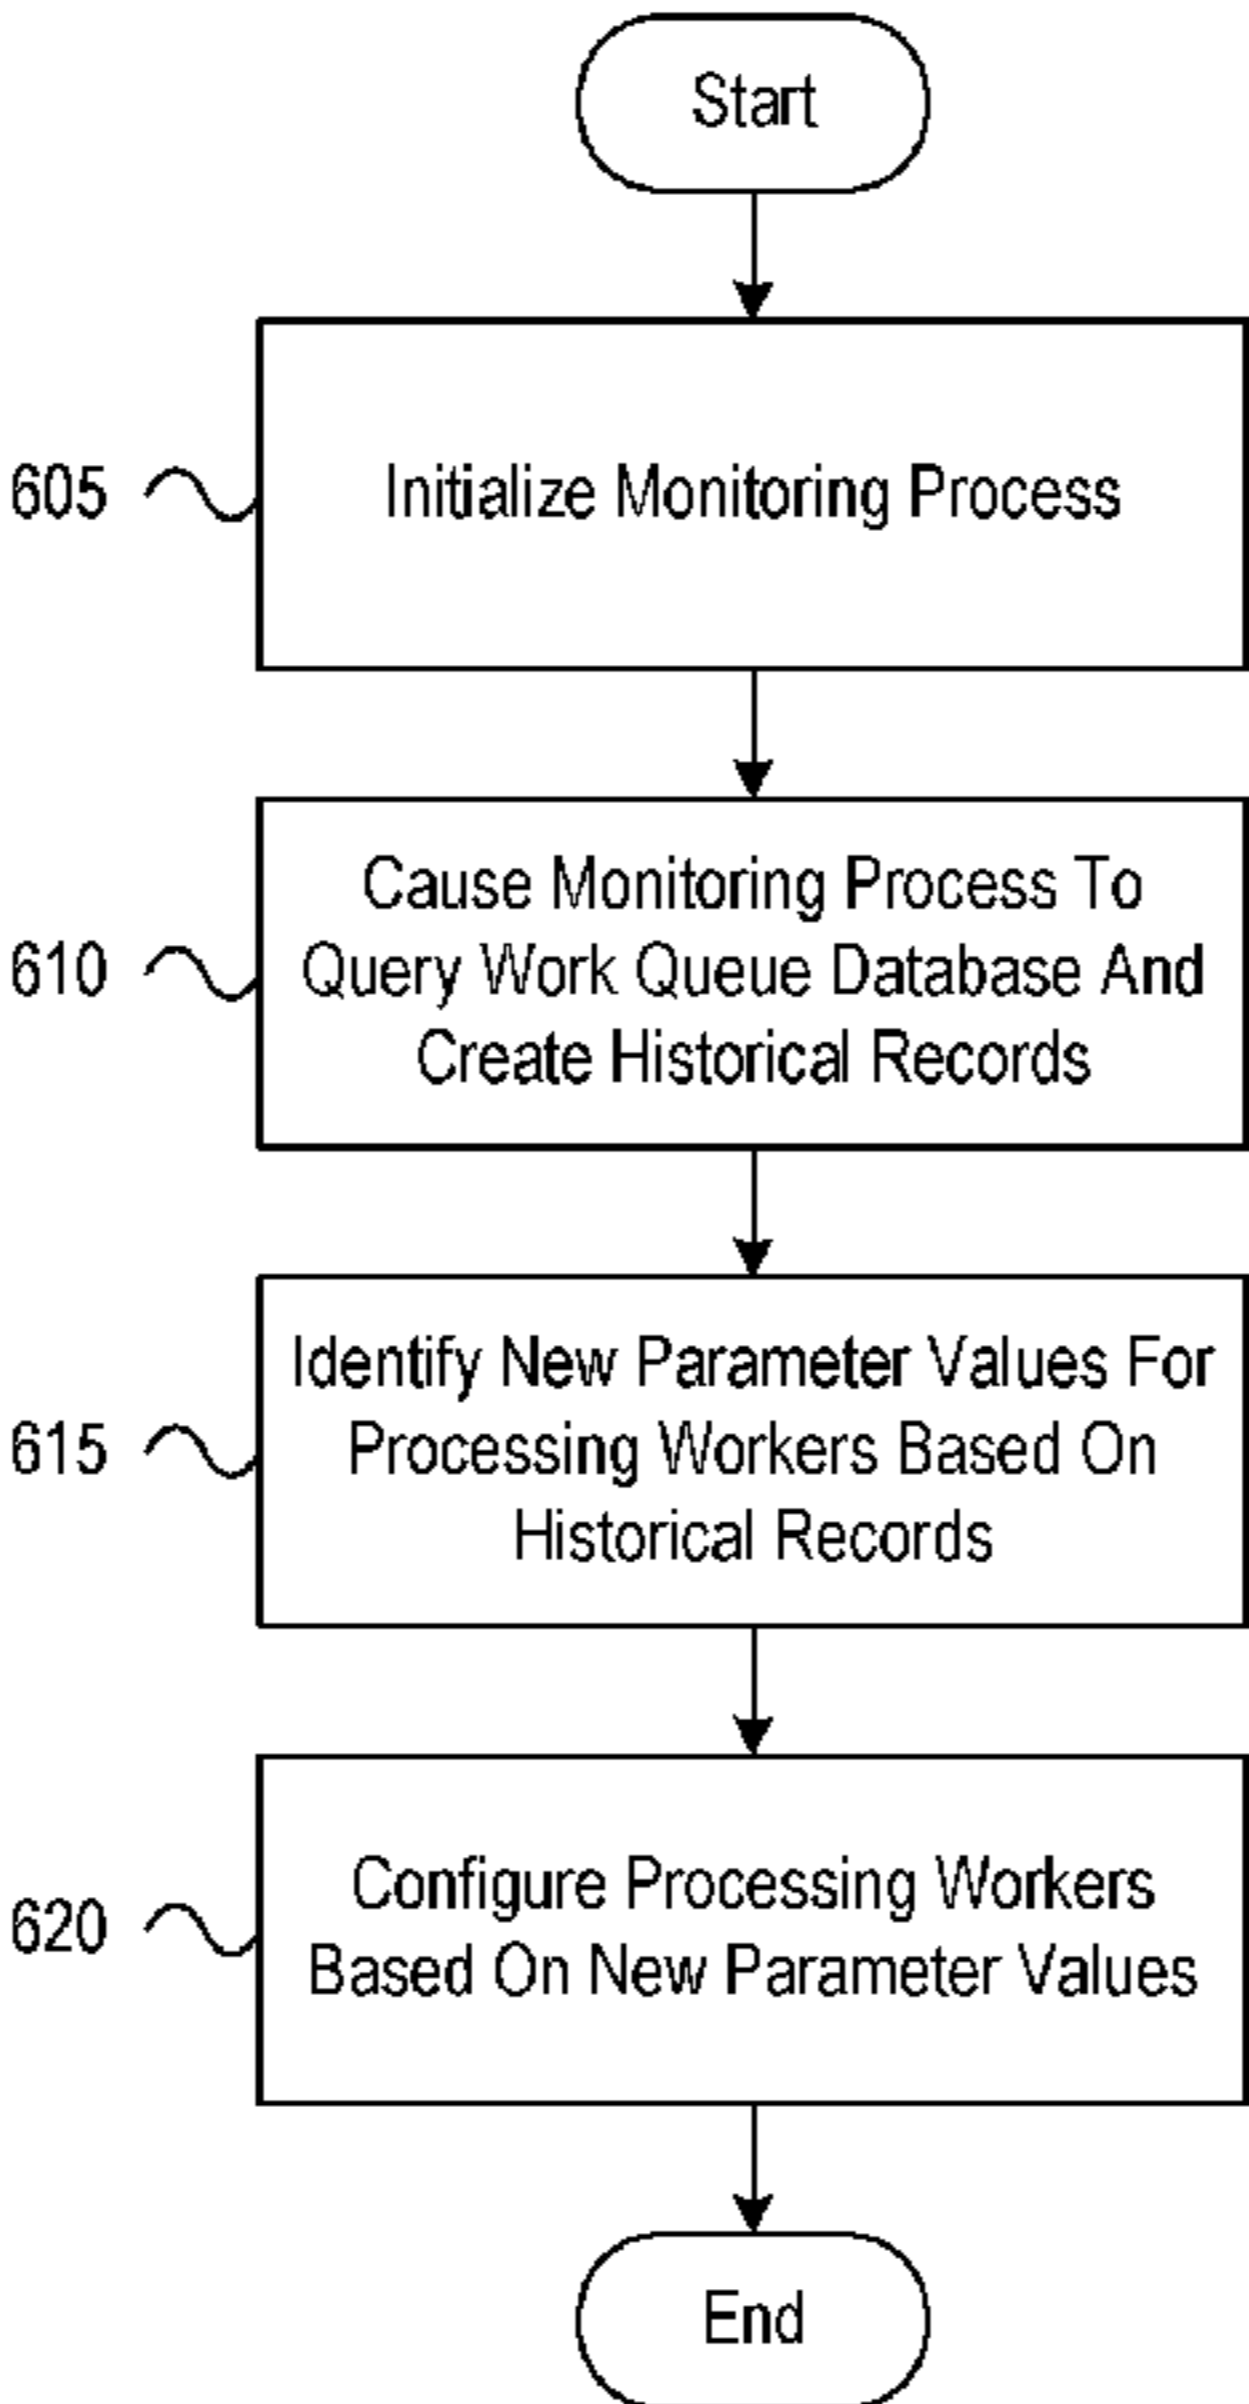 Start
605
Initialize Monitoring Process
610
Cause Monitoring Process To
Query Work Queue Database And
Create Historical Records
615
Identify New Parameter Values For
Processing Workers Based On
Historical Records
620
Configure Processing Workers
Based On New Parameter Values
End